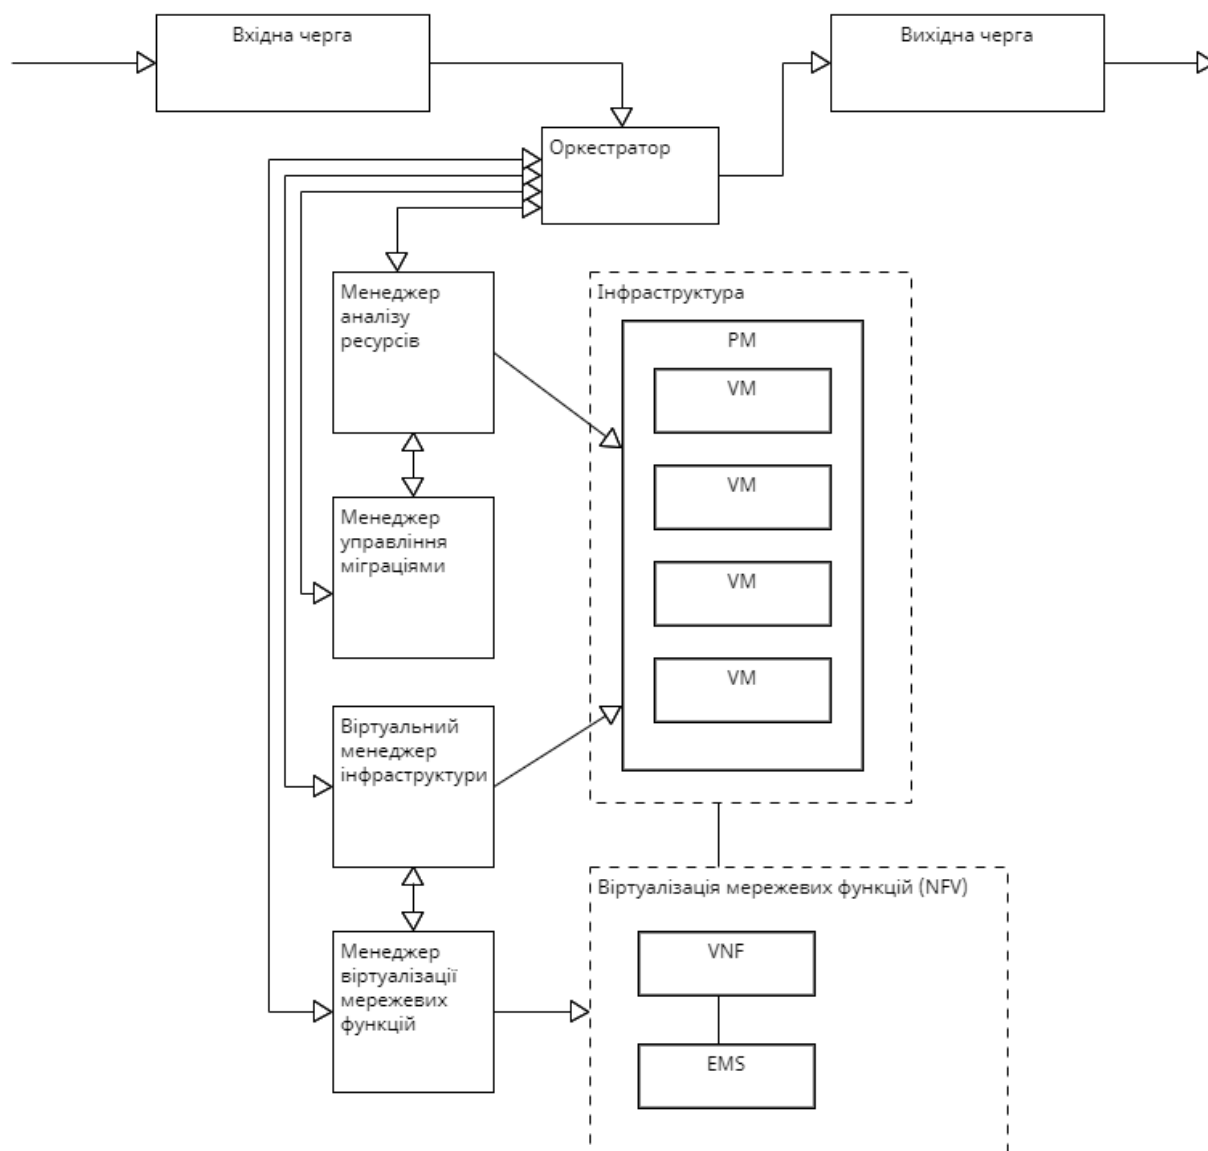 Вхідна черга
Вихідна черга
Оркестратор
Менеджер
аналізу
ресурсів
Інфраструктура
PM
VM
VM
VM
VM
Менеджер
управління
міграціями
Віртуальний
менеджер
інфраструктури
Віртуалізація мережевих функцій (NFV)
Менеджер
віртуалізації
мережевих
функцій
VNF
EMS